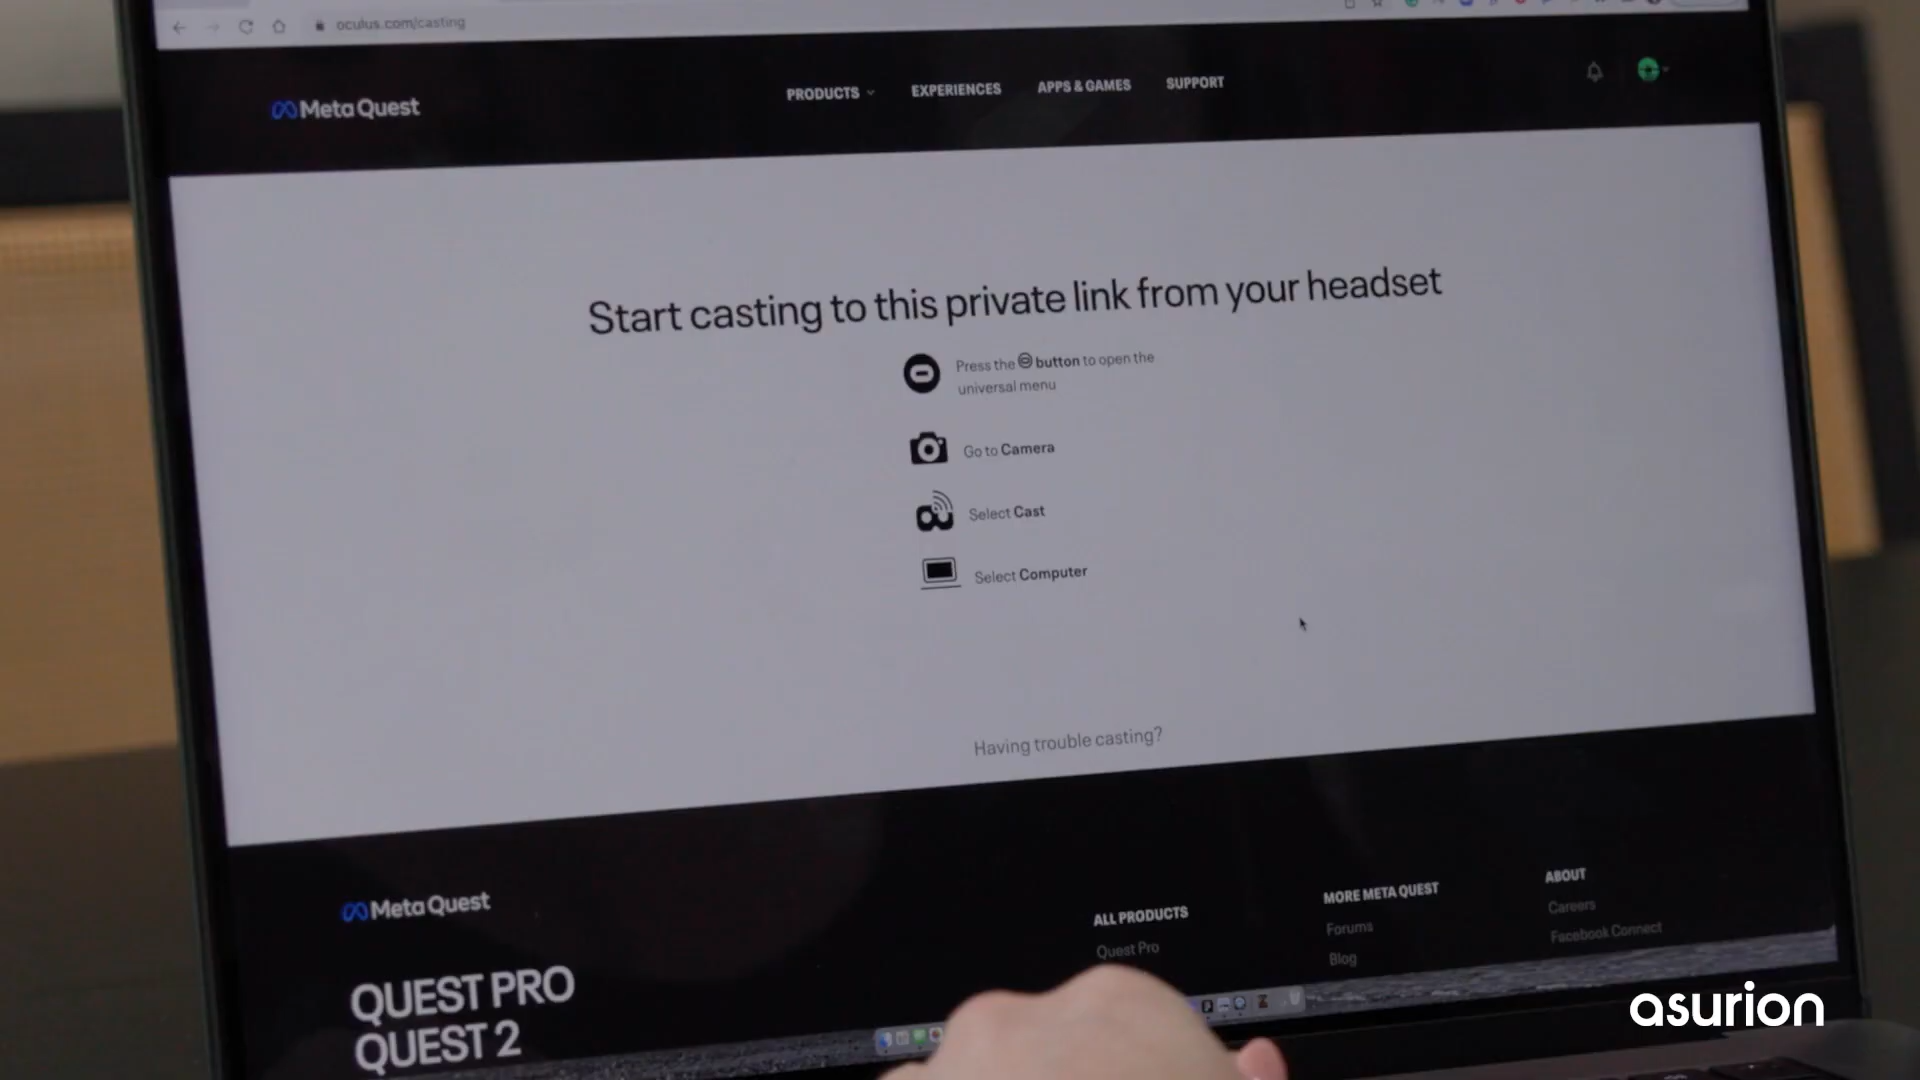 oculus.com/casting
Meta Quest
PRODUCTS EXPERIENCES APPS & GAMES SUPPORT
Start casting to this private link from your headset
Press the button to open the
universal menu
Go to Camera
Select Cast
Select Computer
Having trouble casting?
Meta Quest
QUEST PRO
QUEST 2
ALL PRODUCTS
Quest Pro
MORE META QUEST
Forums
Blog
ABOUT
Careers
Facebook Connect
asurion